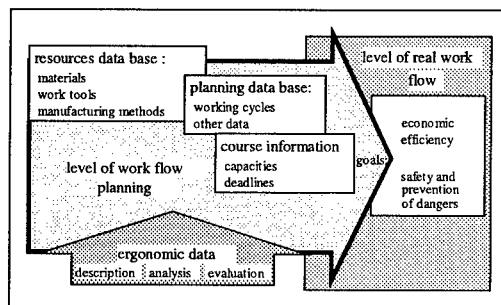 resources data base :
materials
work tools
manufacturing methods
planning data base:
working cycles
other data
course information
capacities
deadlines
level of work flow
planning
level of real work
flow
goals:
economic
efficiency
safety and
prevention
of dangers
ergonomic data
description analysis evaluation